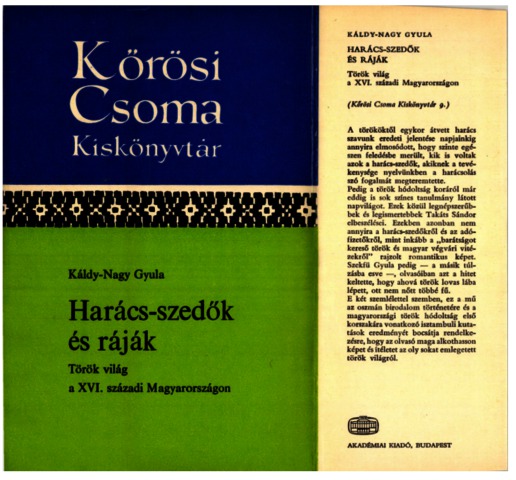 Kőrösi
Csoma
Kiskönyvtár
Káldy-Nagy Gyula
Harács-szedők
és ráják
Török világ
a XVI. századi Magyarországon
KÁLDY-NAGY GYULA
HARÁCS-SZEDŐK
ÉS RÁJÁK
Török világ
a XVI. századi Magyarországon
(Kőrösi Csoma Kiskönyvtár 9.)
A törököktől egykor átvett harács
szavunk eredeti jelentése napjainkig
annyira elmosódott, hogy szinte egé-
szen feledésbe merült, kik is voltak
azok a harács-szedők, akiknek a tevé-
kenysége nyelvünkben a harácsolás
szó fogalmát megteremtette.
Pedig a török hódoltság koráról már
eddig is sok színes tanulmány látott
napvilágot. Ezek közül legnépszerűb-
bek és legismertebbek Takáts Sándor
elbeszélései. Ezekben azonban nem
annyira a harács-szedőkről és az adó-
fizetőkről, mint inkább a „barátságot
kereső török és magyar végvári vité-
zekről” rajzolt romantikus képet.
Szekfű Gyula pedig — a másik túl-
zásba esve —, olvasóiban azt a hitet
keltette, hogy ahová török lovas lába
lépett, ott nem nőtt többé fű.
E két szemlélettel szemben, ez a mű
az oszmán birodalom történetére és a
magyarországi török hódoltság első
korszakára vonatkozó isztambuli kuta-
tások eredményét bocsátja rendelke-
zésre, hogy az olvasó maga alkothasson
képet és ítéletet az oly sokat emlegetett
török világról.
AKADÉMIAI KIADÓ, BUDAPEST